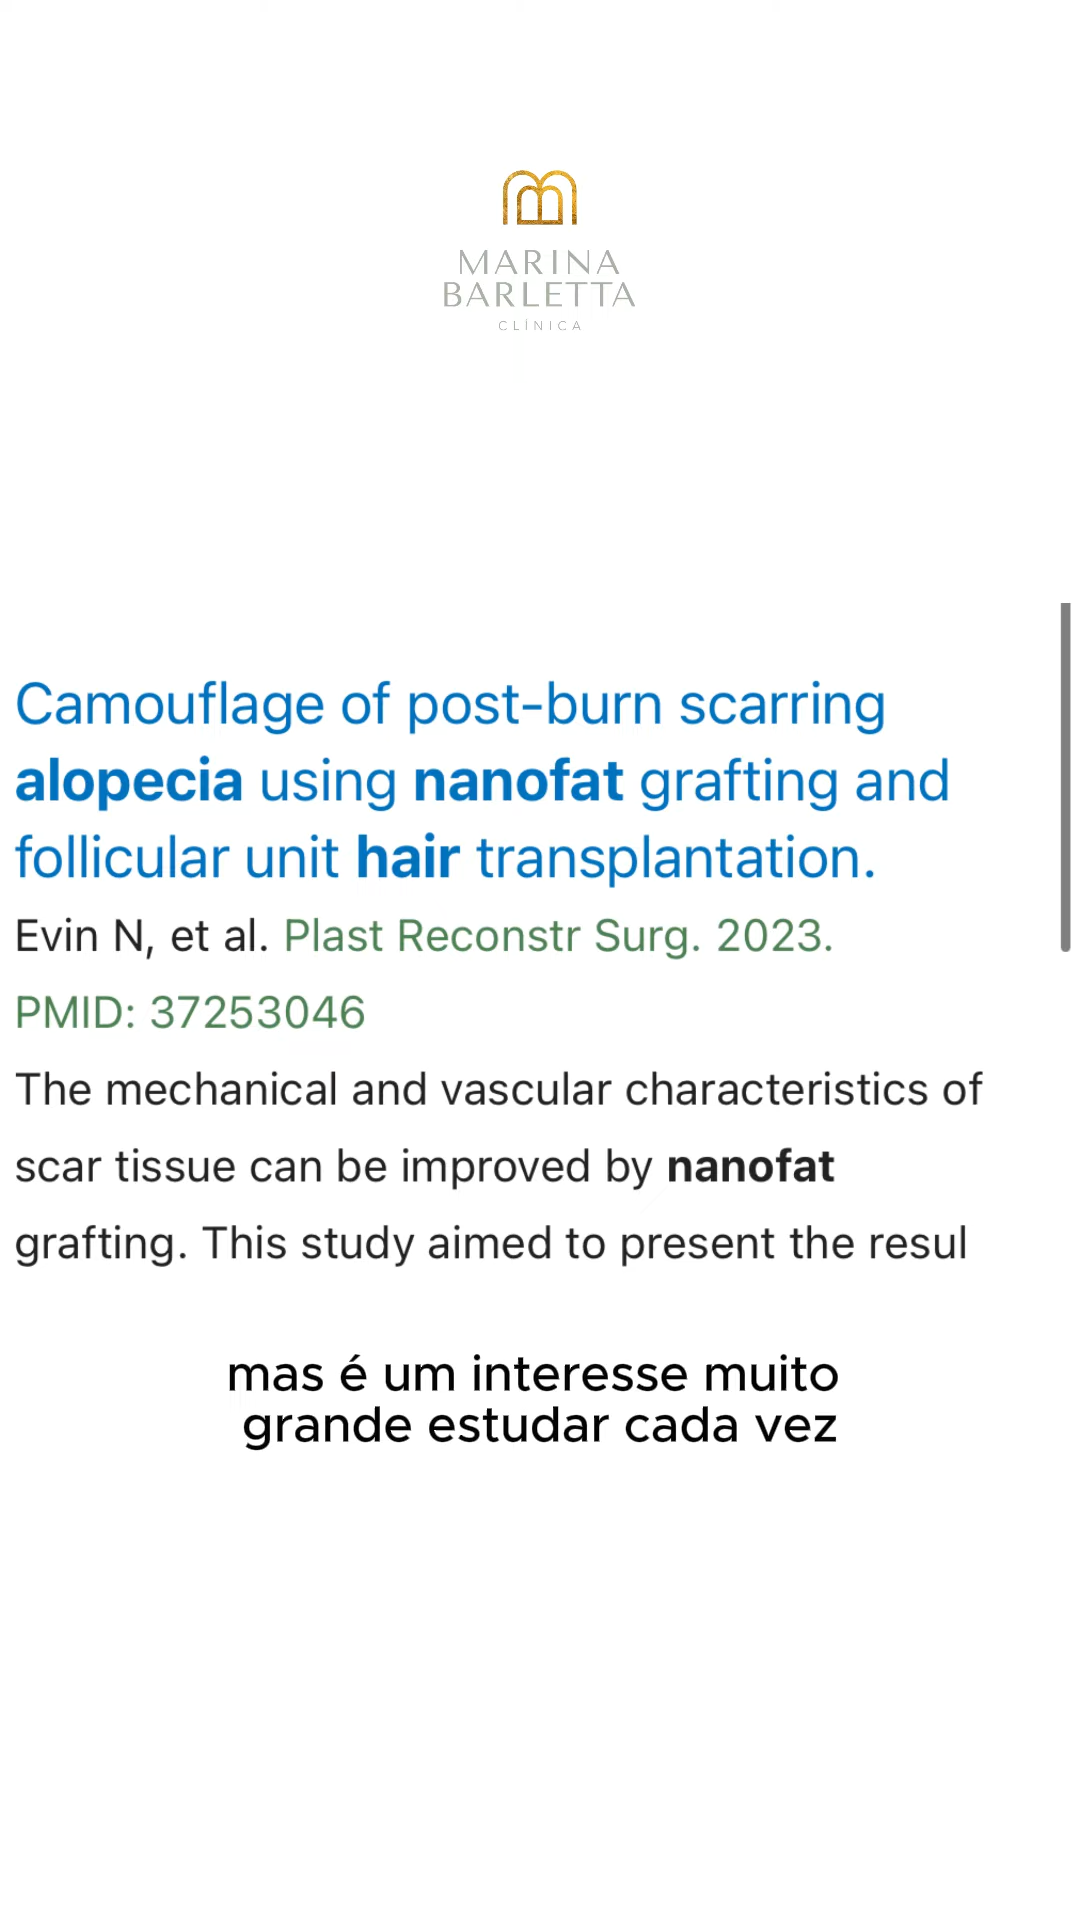 MARINA
BARLETTA
CLÍNICA
Camouflage of post-burn scarring
alopecia using nanofat grafting and
follicular unit hair transplantation.
Evin N, et al. Plast Reconstr Surg. 2023.
PMID: 37253046
The mechanical and vascular characteristics of
scar tissue can be improved by nanofat
grafting. This study aimed to present the resul
mas é um interesse muito
grande estudar cada vez